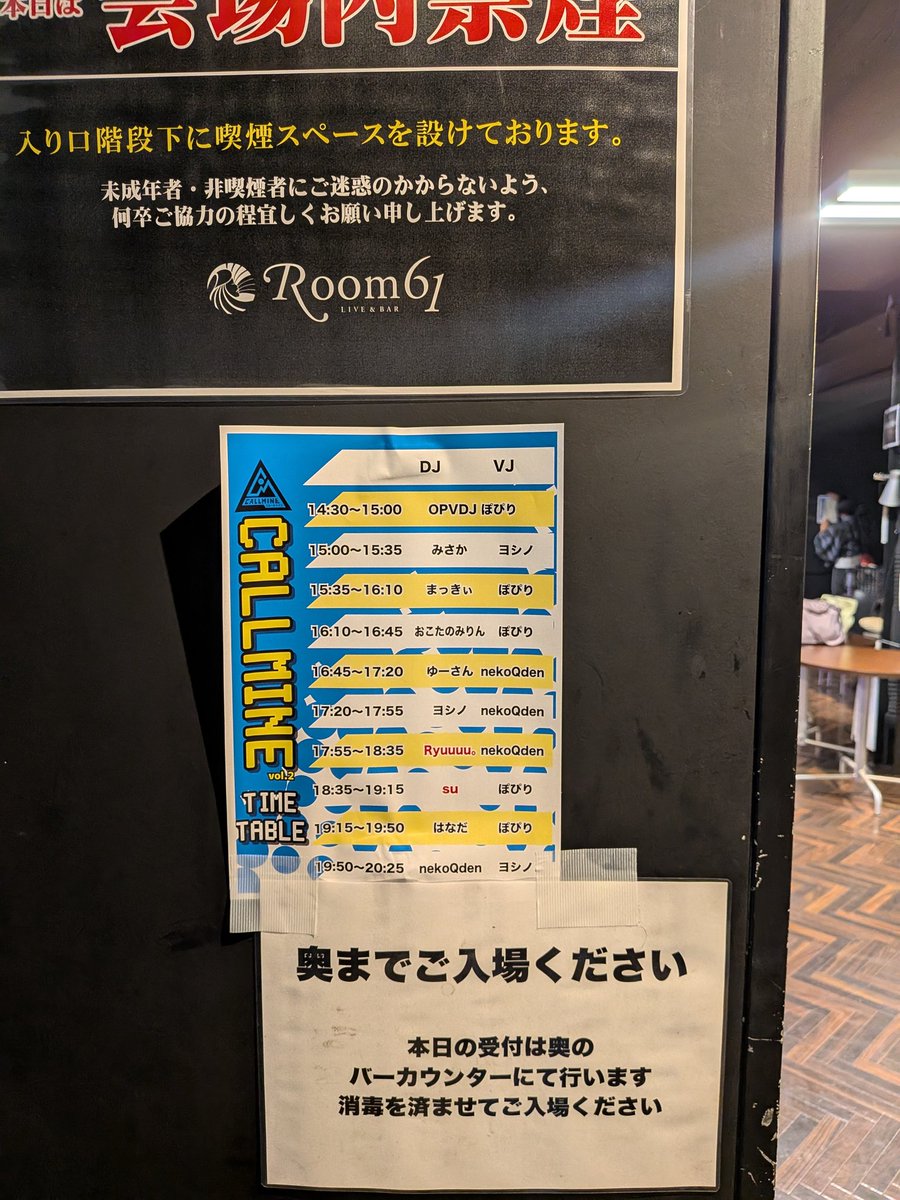 本日は 会場内禁煙
入り口階段下に喫煙スペースを設けております。
未成年者・非喫煙者にご迷惑のかからないよう、
何卒ご協力の程宜しくお願い申し上げます。
Room61
LIVE & BAR
CALLMINE
CALLMINE
vol.2
TIME
TABLE
DJ VJ
14:30〜15:00 OPVDJ ぽぴり
15:00〜15:35 みさか ヨシノ
15:35〜16:10 まっきぃ ぽぴり
16:10〜16:45 おこたのみりん ぽぴり
16:45〜17:20 ゆーさん nekoQden
17:20〜17:55 ヨシノ nekoQden
17:55〜18:35 Ryuuuu。 nekoQden
18:35〜19:15 su ぽぴり
19:15〜19:50 はなだ ぽぴり
19:50〜20:25 nekoQden ヨシノ
奥までご入場ください
本日の受付は奥の
バーカウンターにて行います
消毒を済ませてご入場ください